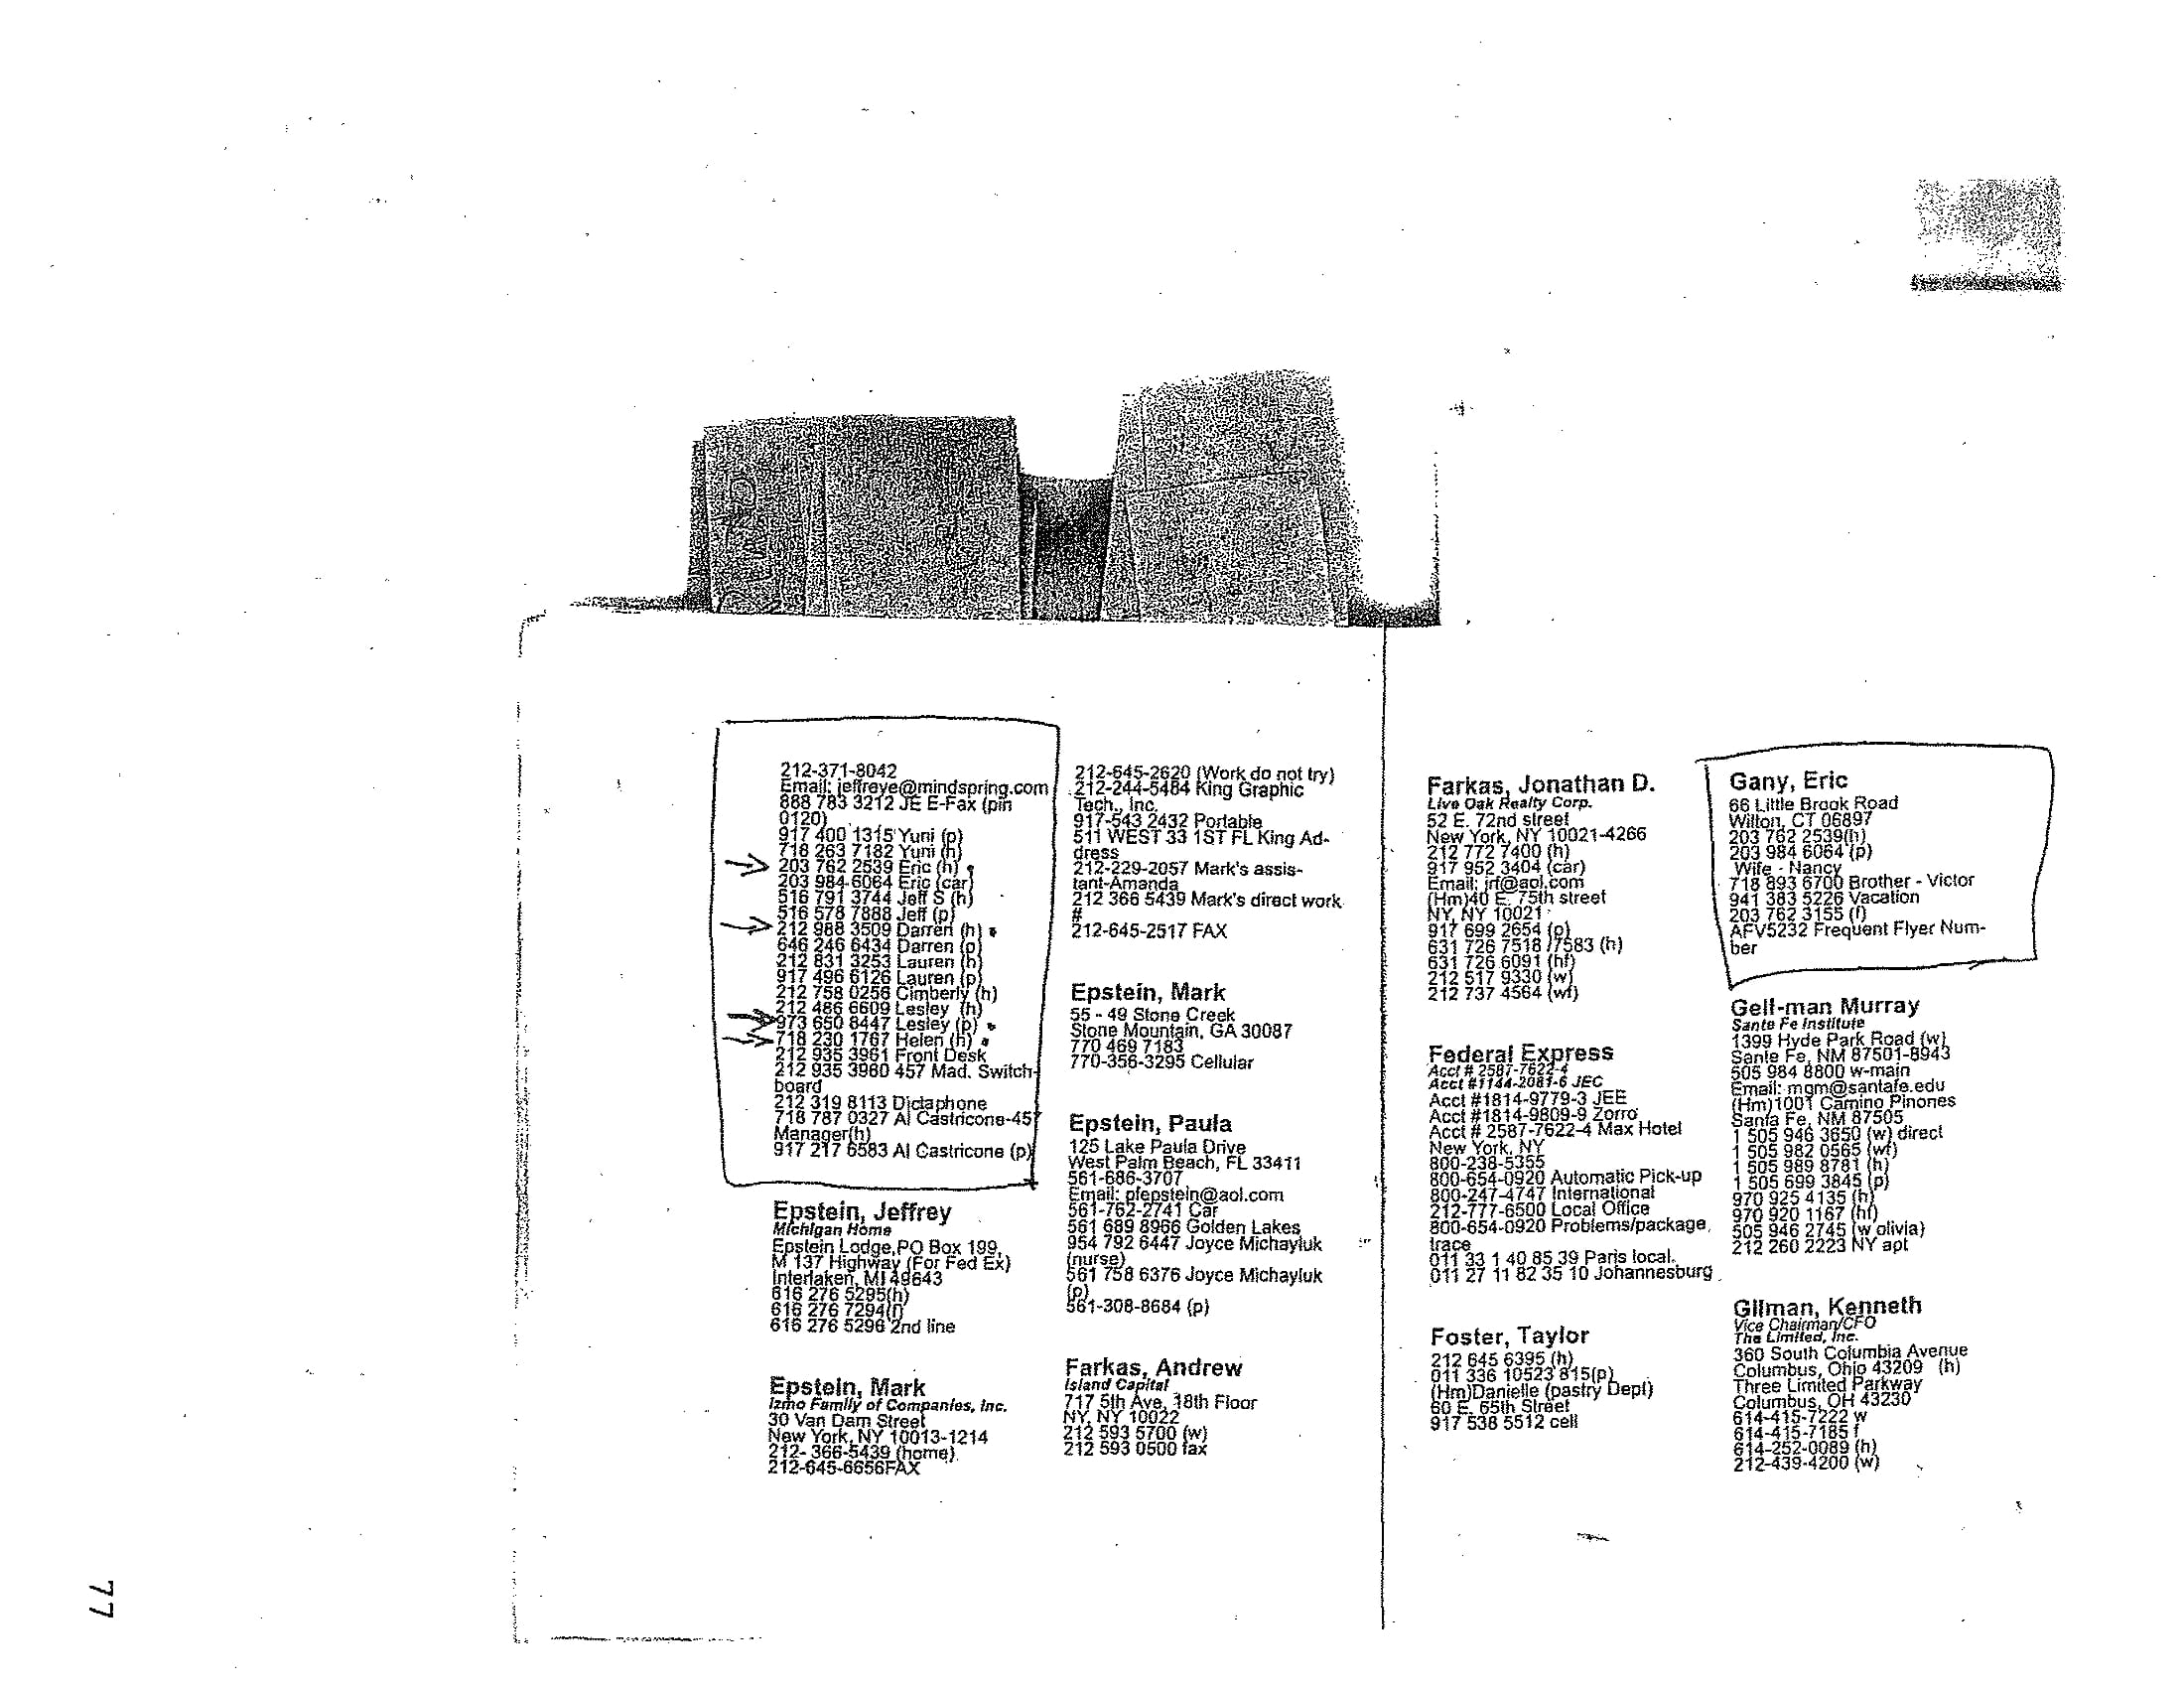 212-371-8042
Email: jeffreye@mindspring.com
888 783 3212 JE E-Fax (pin
0120)
917 400 1315 Yuni (p)
718 263 7182 Yuni (h)
203 762 2539 Eric (h)
203 984-6064 Eric (car)
516 791 3744 Jeff S (h)
516 578 7888 Jeff (p)
212 988 3509 Darren (h)
646 246 6434 Darren (p)
212 831 3253 Lauren (h)
917 496 6126 Lauren (p)
212 758 0256 Cimberly (h)
212 486 6609 Lesley (h)
973 650 8447 Lesley (p)
718 230 1767 Helen (h)
212 935 3961 Front Desk
212 935 3980 457 Mad. Switch-
board
212 319 8113 Dictaphone
718 787 0327 Al Castricone-457
Manager(h)
917 217 6583 Al Castricone (p)
Epstein, Jeffrey
Michigan Home
Epstein Lodge,PO Box 199,
M 137 Highway (For Fed Ex)
Interlaken, MI 49643
616 276 5295(h)
616 276 7294(f)
616 276 5296 2nd line
Epstein, Mark
Izmo Family of Companies, Inc.
30 Van Dam Street
New York, NY 10013-1214
212- 366-5439 (home)
212-645-6656FAX
212-645-2620 (Work do not try)
212-244-5484 King Graphic
Tech., Inc.
917-543 2432 Portable
511 WEST 33 1ST FL King Ad-
dress
212-229-2057 Mark's assis-
tant-Amanda
212 366 5439 Mark's direct work
#
212-645-2517 FAX
Epstein, Mark
55 - 49 Stone Creek
Stone Mountain, GA 30087
770 469 7183
770-356-3295 Cellular
Epstein, Paula
125 Lake Paula Drive
West Palm Beach, FL 33411
561-686-3707
Email: pfepstein@aol.com
561-762-2741 Car
561 689 8966 Golden Lakes
954 792 6447 Joyce Michayluk
(nurse)
561 758 6376 Joyce Michayluk
(p)
561-308-8684 (p)
Farkas, Andrew
Island Capital
717 5th Ave, 18th Floor
NY, NY 10022
212 593 5700 (w)
212 593 0500 fax
Farkas, Jonathan D.
Live Oak Realty Corp.
52 E. 72nd street
New York, NY 10021-4266
212 772 7400 (h)
917 952 3404 (car)
Email: jrf@aol.com
(Hm)40 E. 75th street
NY, NY 10021
917 699 2654 (p)
631 726 7518 /7583 (h)
631 726 6091 (hf)
212 517 9330 (w)
212 737 4564 (wf)
Federal Express
Acct # 2587-7622-4
Acct #1144-2081-6 JEC
Acct #1814-9779-3 JEE
Acct #1814-9809-9 Zorro
Acct # 2587-7622-4 Max Hotel
New York, NY
800-238-5355
800-654-0920 Automatic Pick-up
800-247-4747 International
212-777-6500 Local Office
800-654-0920 Problems/package
trace
011 33 1 40 85 39 Paris local.
011 27 11 82 35 10 Johannesburg
Foster, Taylor
212 645 6395 (h)
011 336 10523 815(p)
(Hm)Danielle (pastry Dept)
60 E. 65th Street
917 538 5512 cell
Gany, Eric
66 Little Brook Road
Wilton, CT 06897
203 762 2539(h)
203 984 6064 (p)
Wife - Nancy
718 893 6700 Brother - Victor
941 383 5226 Vacation
203 762 3155 (f)
AFV5232 Frequent Flyer Num-
ber
Gell-man Murray
Sante Fe Institute
1399 Hyde Park Road (w)
Sante Fe, NM 87501-8943
505 984 8800 w-main
Email: mgm@santafe.edu
(Hm)1001 Camino Pinones
Santa Fe, NM 87505
1 505 946 3650 (w) direct
1 505 982 0565 (wf)
1 505 989 8781 (h)
1 505 699 3845 (p)
970 925 4135 (h)
970 920 1167 (hf)
505 946 2745 (w olivia)
212 260 2223 NY apt
Gilman, Kenneth
Vice Chairman/CFO
The Limited, Inc.
360 South Columbia Avenue
Columbus, Ohio 43209 (h)
Three Limited Parkway
Columbus, OH 43230
614-415-7222 w
614-415-7185 f
614-252-0089 (h)
212-439-4200 (w)
77